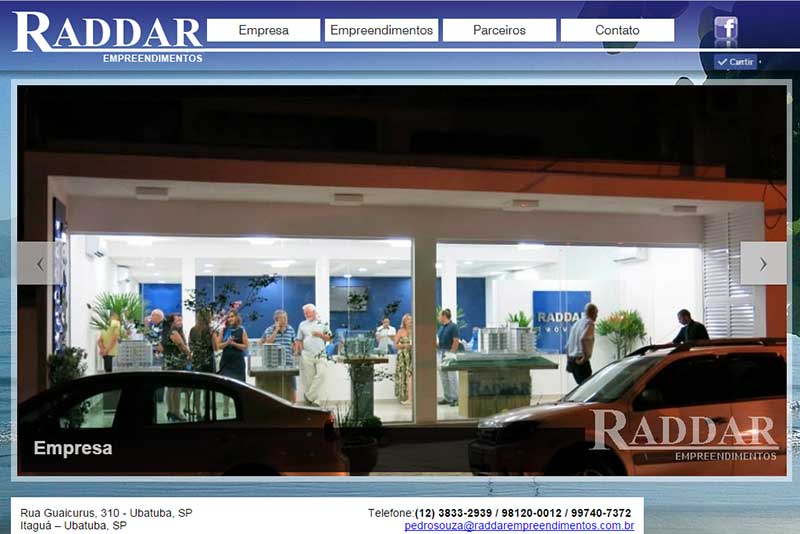 RADDAR
EMPREENDIMENTOS
Empresa
Empreendimentos
Parceiros
Contato
f
Curtir
RADDAR
RADDAR
RADDAR
EMPREENDIMENTOS
Empresa
Rua Guaicurus, 310 - Ubatuba, SP
Itaguá – Ubatuba, SP
Telefone:(12) 3833-2939 / 98120-0012 / 99740-7372
pedrosouza@raddarempreendimentos.com.br